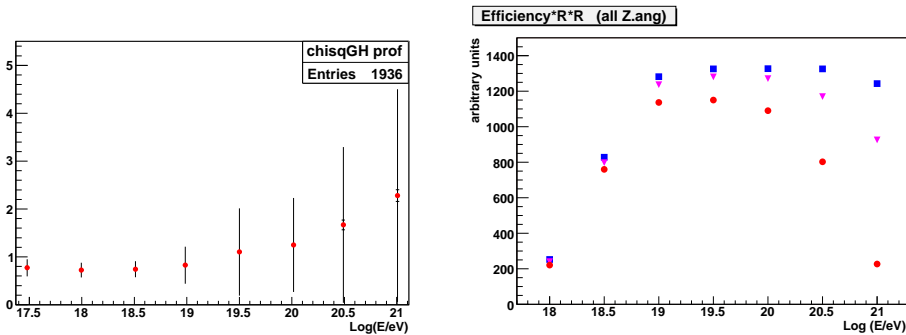 chisqGH prof
Entries 1936
5
4
3
2
1
0
17.5 18 18.5 19 19.5 20 20.5 21
Log(E/eV)
Efficiency*R*R (all Z.ang)
arbitrary units
1400
1200
1000
800
600
400
200
0
18 18.5 19 19.5 20 20.5 21
Log (E/eV)